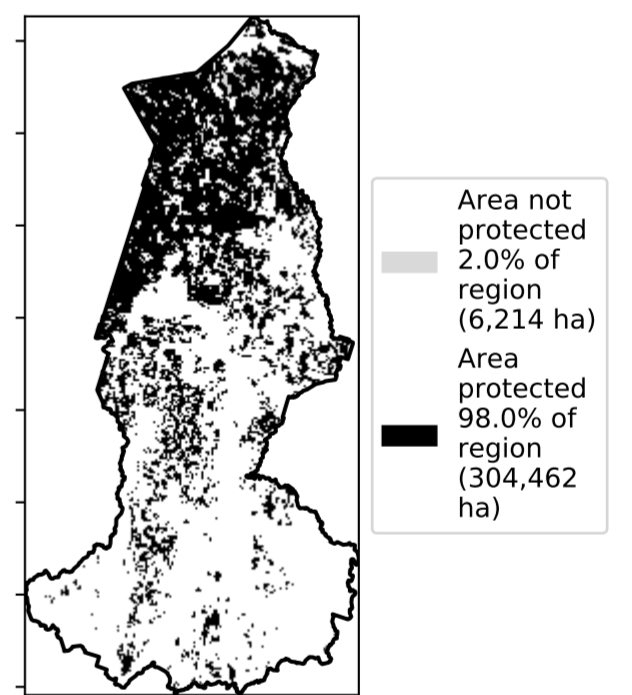 Area not
protected
2.0% of
region
(6,214 ha)
Area
protected
98.0% of
region
(304,462
ha)